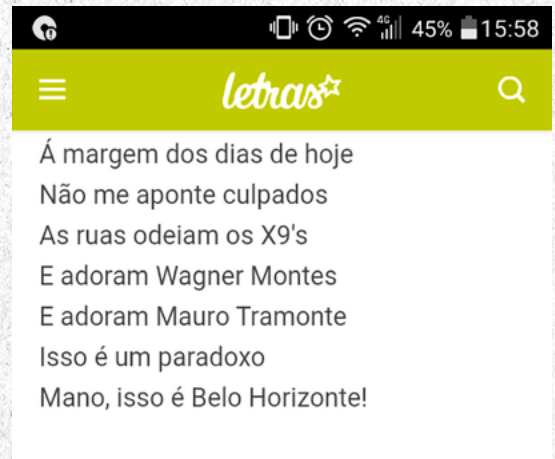 4G 45% 15:58
letras
Á margem dos dias de hoje
Não me aponte culpados
As ruas odeiam os X9's
E adoram Wagner Montes
E adoram Mauro Tramonte
Isso é um paradoxo
Mano, isso é Belo Horizonte!